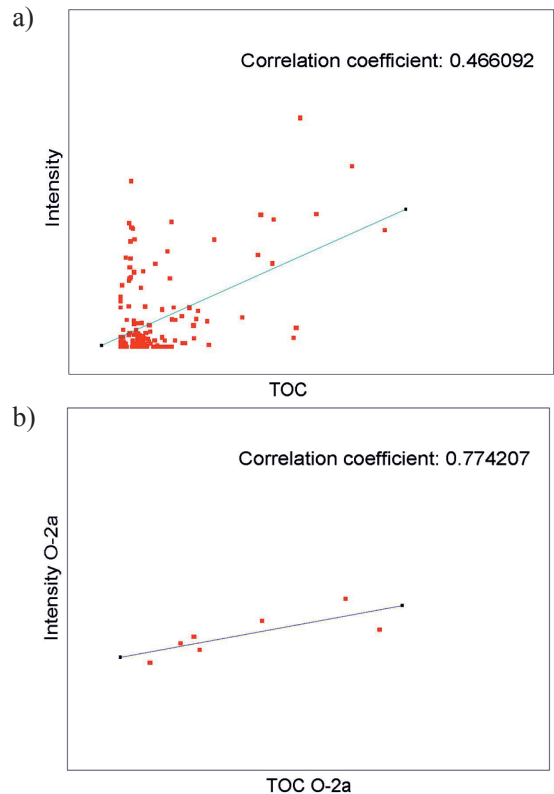 a)
Correlation coefficient: 0.466092
Intensity
TOC
b)
Correlation coefficient: 0.774207
Intensity O-2a
TOC O-2a